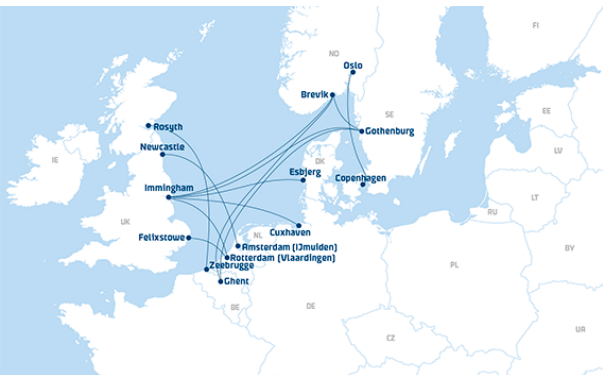 FI
NO
Oslo
Brevik
SE
EE
Rosyth
Gothenburg
Newcastle
LV
IE
DK
Esbjerg
Copenhagen
Immingham
LT
RU
UK
Felixstowe
Cuxhaven
NL
Amsterdam (IJmuiden)
BY
Rotterdam (Vlaardingen)
Zeebrugge
PL
Ghent
BE
DE
UR
CZ